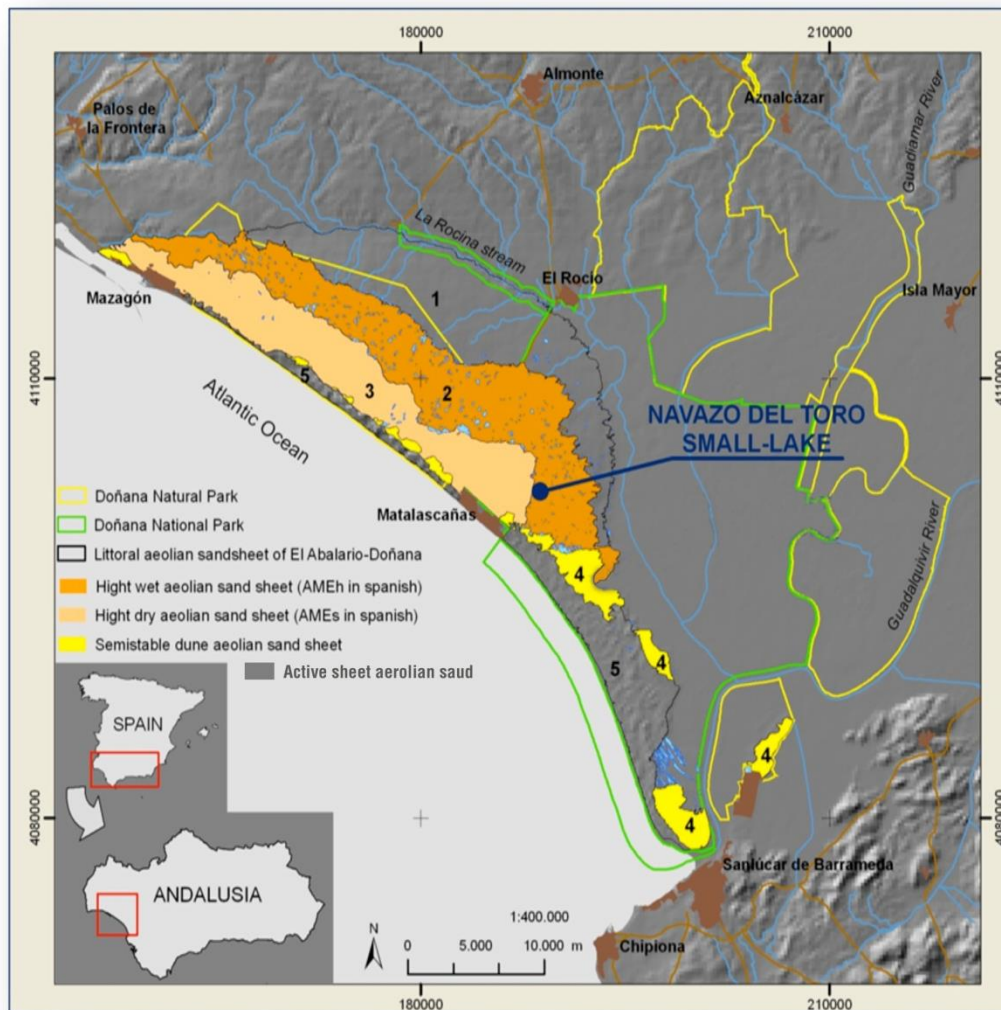 180000
210000
Almonte
Aznalcázar
Palos de
la Frontera
Guadiamar River
La Rocina stream
El Rocío
Isla Mayor
1
Mazagón
4110000
4110000
5
3
2
Atlantic Ocean
NAVAZO DEL TORO
SMALL-LAKE
Doñana Natural Park
Doñana National Park
Littoral aeolian sandsheet of El Abalario-Doñana
Hight wet aeolian sand sheet (AMEh in spanish)
Hight dry aeolian sand sheet (AMEs in spanish)
Semistable dune aeolian sand sheet
Active sheet aerolian saud
Matalascañas
4
Guadalquivir River
5
4
4
4
SPAIN
ANDALUSIA
4080000
4080000
Sanlúcar de Barrameda
Chipiona
1:400.000
N
0 5.000 10.000 m
180000
210000